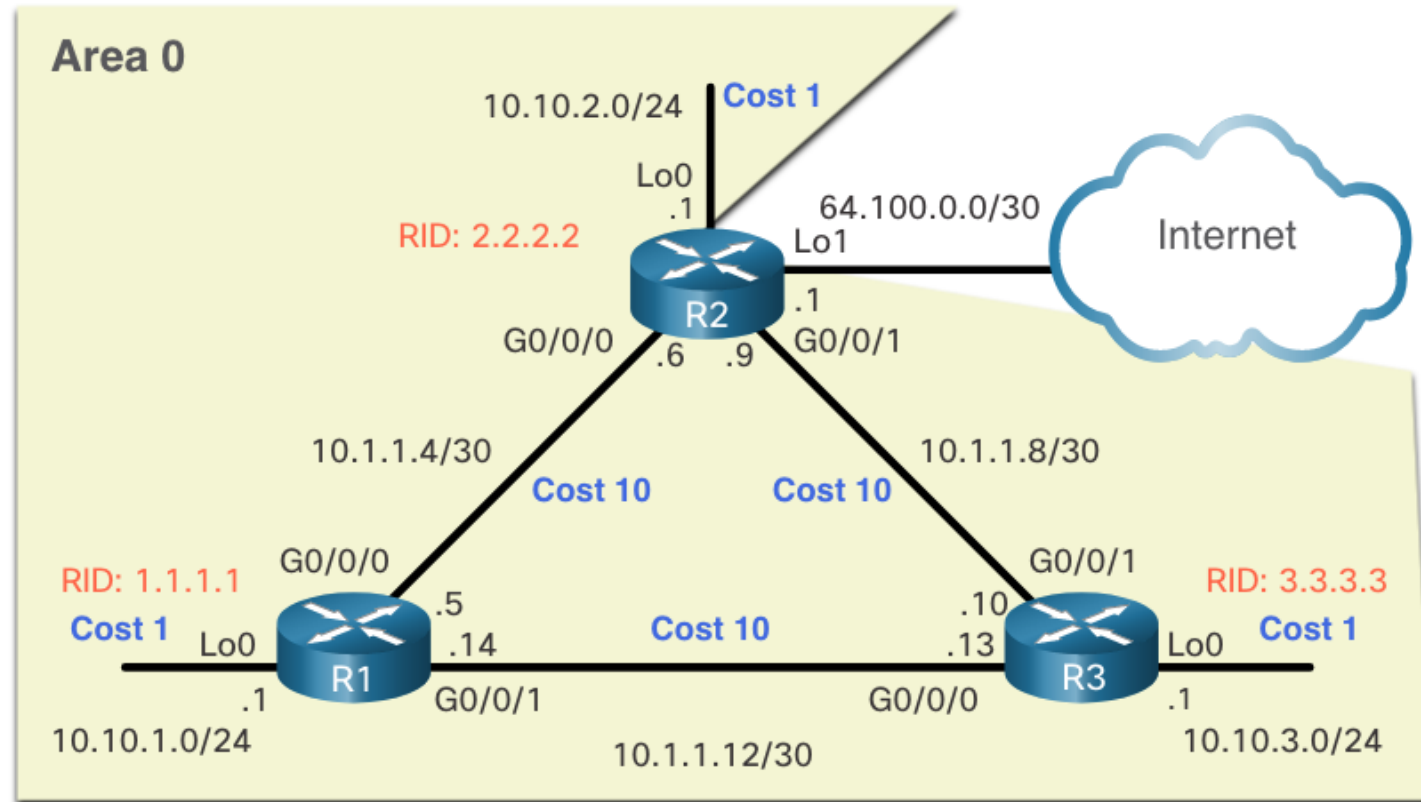 Area 0
10.10.2.0/24
Cost 1
Lo0
.1
RID: 2.2.2.2
64.100.0.0/30
Lo1
Internet
.1
R2
G0/0/0
.6
.9
G0/0/1
10.1.1.4/30
10.1.1.8/30
Cost 10
Cost 10
G0/0/0
G0/0/1
RID: 1.1.1.1
RID: 3.3.3.3
Cost 1
Lo0
.5
.14
Cost 10
.10
.13
Lo0
Cost 1
R1
R3
.1
G0/0/1
G0/0/0
.1
10.10.1.0/24
10.1.1.12/30
10.10.3.0/24